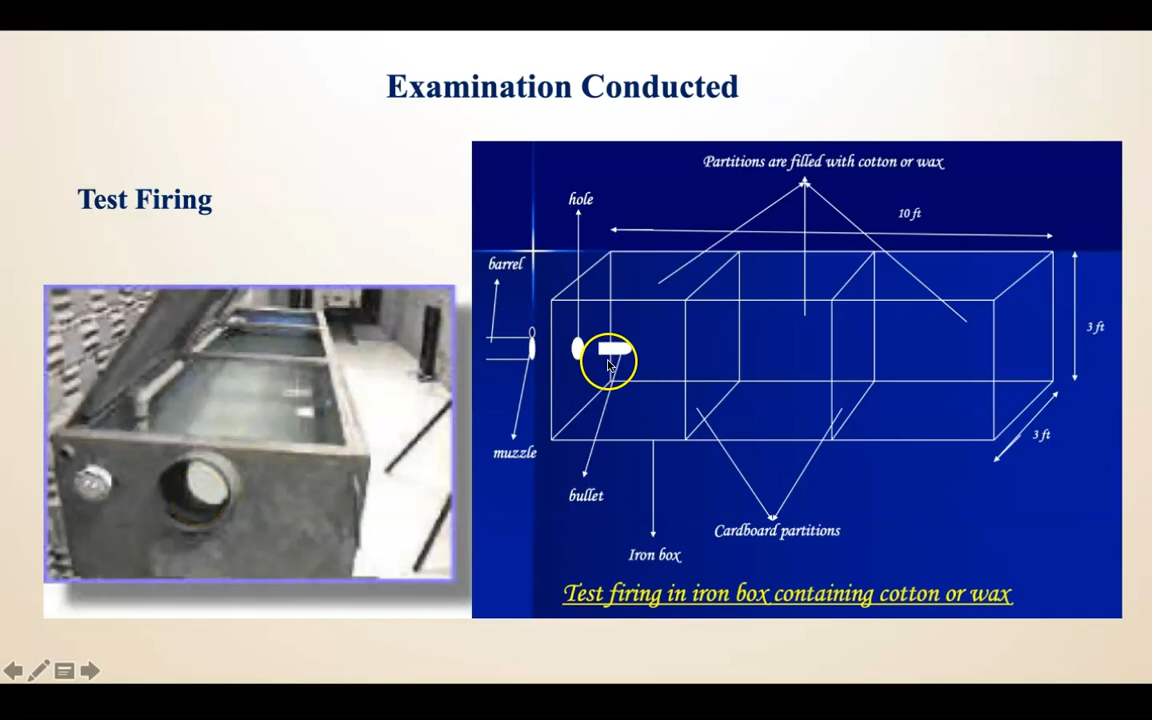 Examination Conducted
Test Firing
Partitions are filled with cotton or wax
hole
10 ft
barrel
3 ft
3 ft
muzzle
bullet
Cardboard partitions
Iron box
Test firing in iron box containing cotton or wax